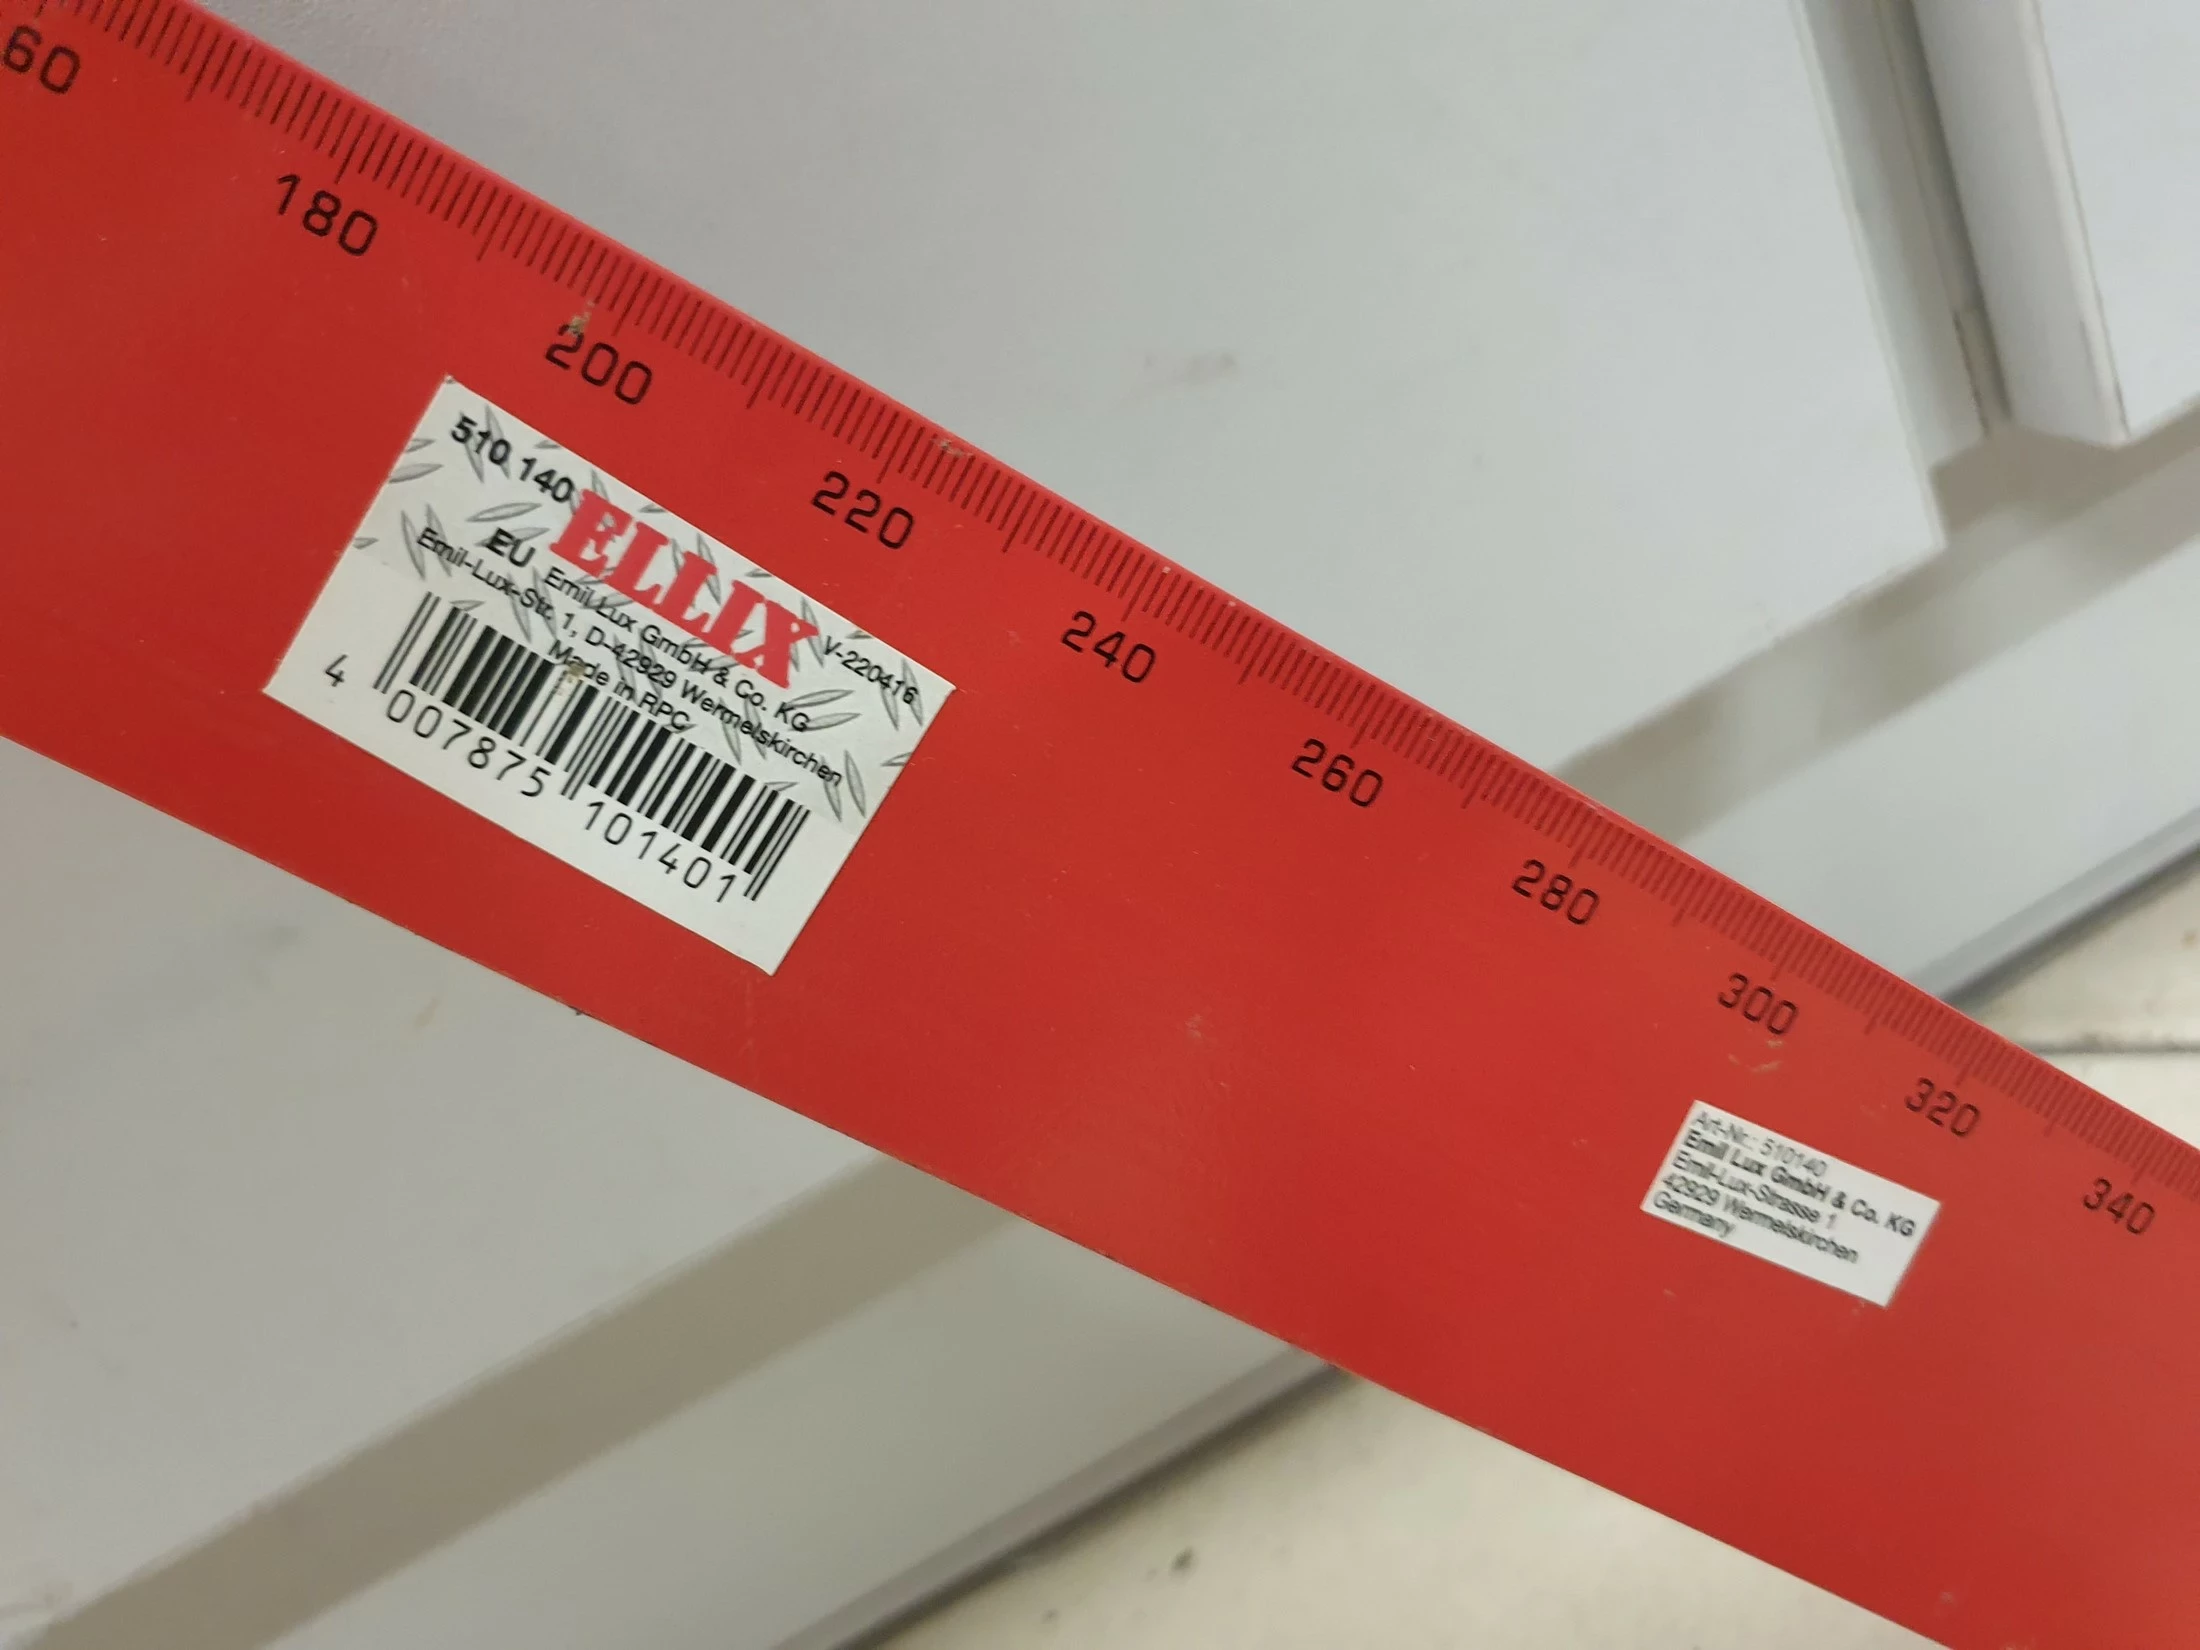 60
180
200
220
240
260
280
300
320
340
510 140
ELLIX
V-220416
EU Emil Lux GmbH & Co. KG
Emil-Lux-Str. 1, D-42929 Wermelskirchen
Made in RPC
4 007875 101401
Art-Nr.: 510140
Emil Lux GmbH & Co. KG
Emil-Lux-Strasse 1
42929 Wermelskirchen
Germany